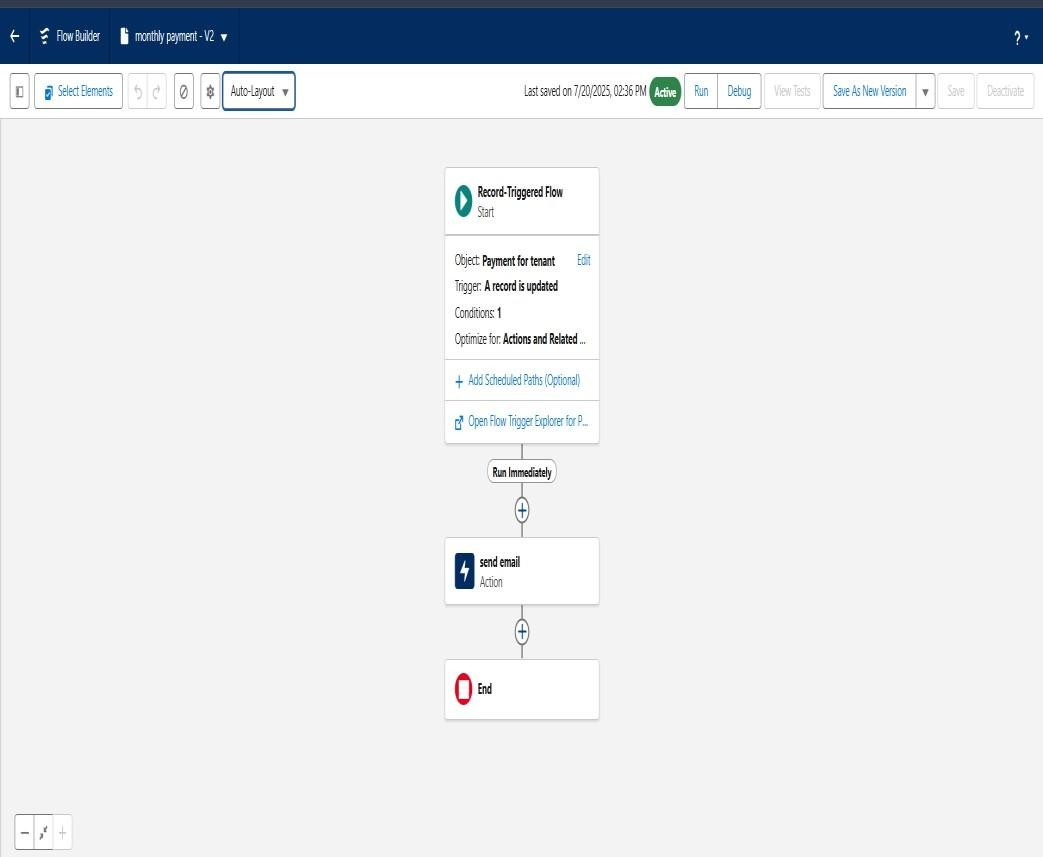 Flow Builder
monthly payment - V2
?
Select Elements
Auto-Layout
Last saved on 7/20/2025, 02:36 PM
Active
Run
Debug
View Tests
Save As New Version
Save
Deactivate
Record-Triggered Flow
Start
Object: Payment for tenant
Edit
Trigger: A record is updated
Conditions: 1
Optimize for: Actions and Related ...
+ Add Scheduled Paths (Optional)
Open Flow Trigger Explorer for P...
Run Immediately
send email
Action
End